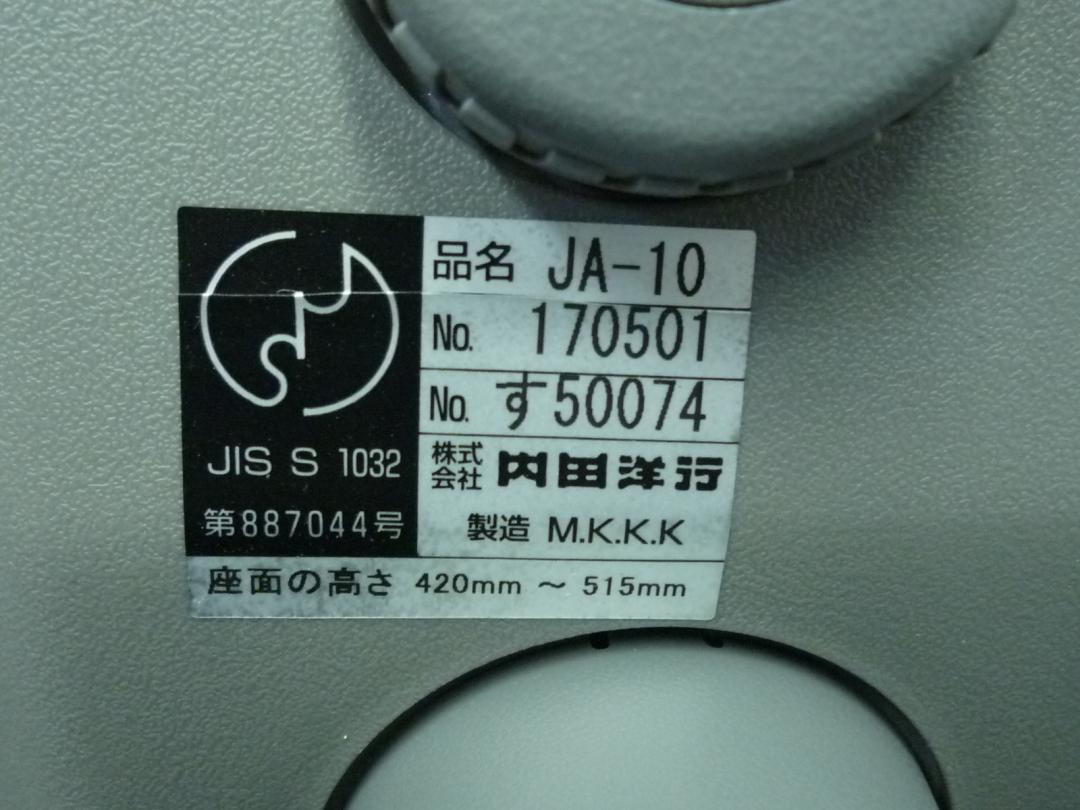 品名 JA-10
No. 170501
No. す50074
株式会社 内田洋行
製造 M.K.K.K
JIS S 1032
第887044号
座面の高さ 420mm ～ 515mm